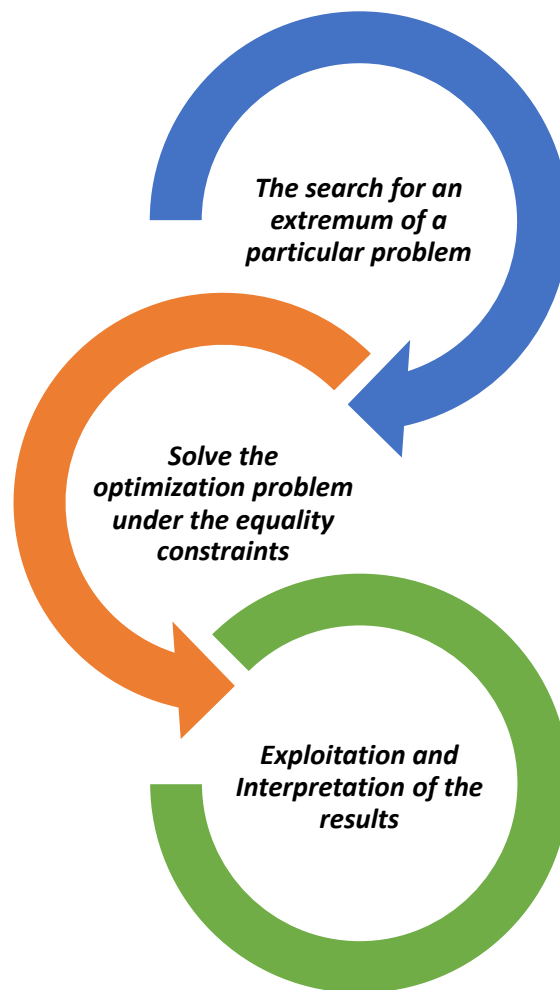 The search for an
extremum of a
particular problem
Solve the
optimization problem
under the equality
constraints
Exploitation and
Interpretation of the
results